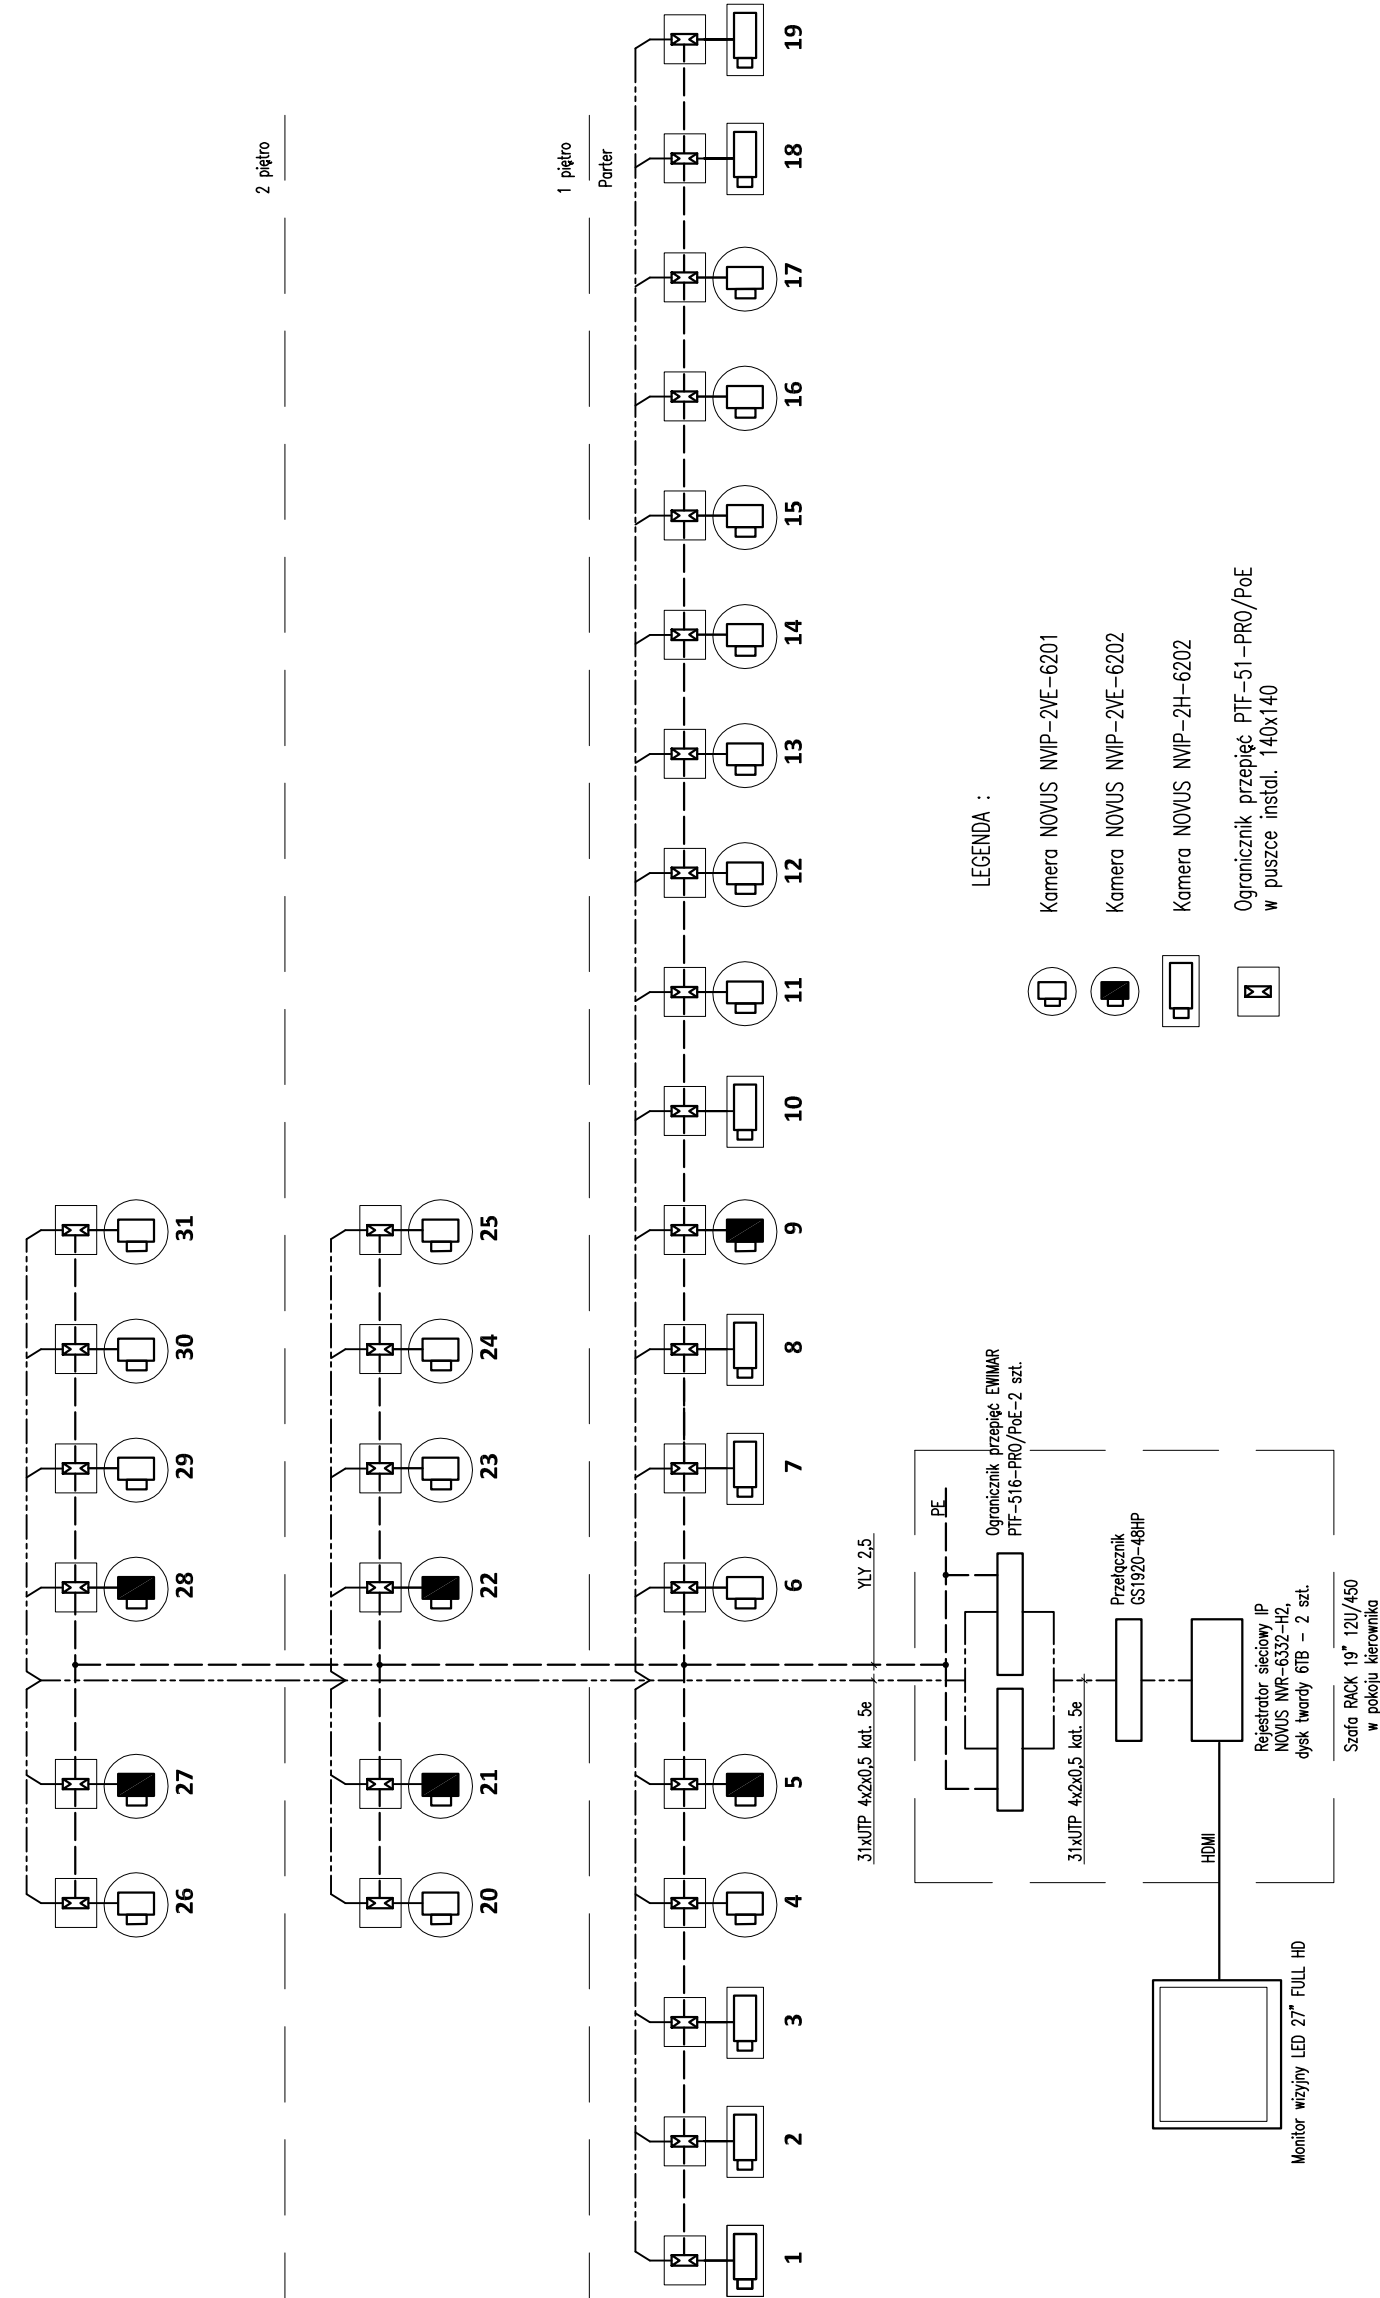 26
27
28
29
30
31
2 piętro
20
21
22
23
24
25
1 piętro
Parter
1
2
3
4
5
6
7
8
9
10
11
12
13
14
15
16
17
18
19
31xUTP 4x2x0,5 kat. 5e
YLY 2,5
PE
Ogranicznik przepięć EWIMAR
PTF-516-PRO/PoE-2 szt.
31xUTP 4x2x0,5 kat. 5e
Przełącznik
GS1920-48HP
HDMI
Rejestrator sieciowy IP
NOVUS NVR-6332-H2,
dysk twardy 6TB - 2 szt.
Monitor wizyjny LED 27" FULL HD
Szafa RACK 19" 12U/450
w pokoju kierownika
LEGENDA :
Kamera NOVUS NVIP-2VE-6201
Kamera NOVUS NVIP-2VE-6202
Kamera NOVUS NVIP-2H-6202
Ogranicznik przepięć PTF-51-PRO/PoE
w puszce instal. 140x140